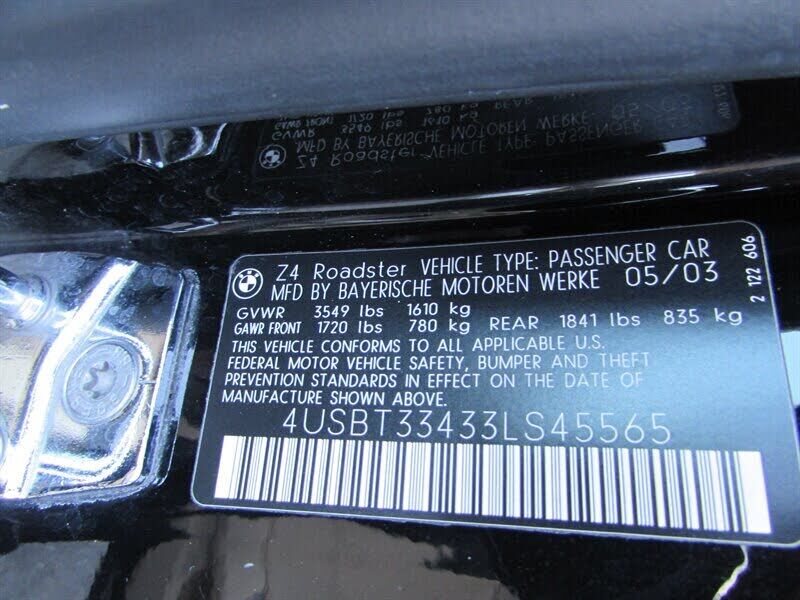 Z4 Roadster VEHICLE TYPE: PASSENGER CAR
MFD BY BAYERISCHE MOTOREN WERKE 05/03
GVWR 3549 lbs 1610 kg
GAWR FRONT 1720 lbs 780 kg REAR 1841 lbs 835 kg
THIS VEHICLE CONFORMS TO ALL APPLICABLE U.S.
FEDERAL MOTOR VEHICLE SAFETY, BUMPER AND THEFT
PREVENTION STANDARDS IN EFFECT ON THE DATE OF
MANUFACTURE SHOWN ABOVE.
4USBT33433LS45565
2 122 606
BMW